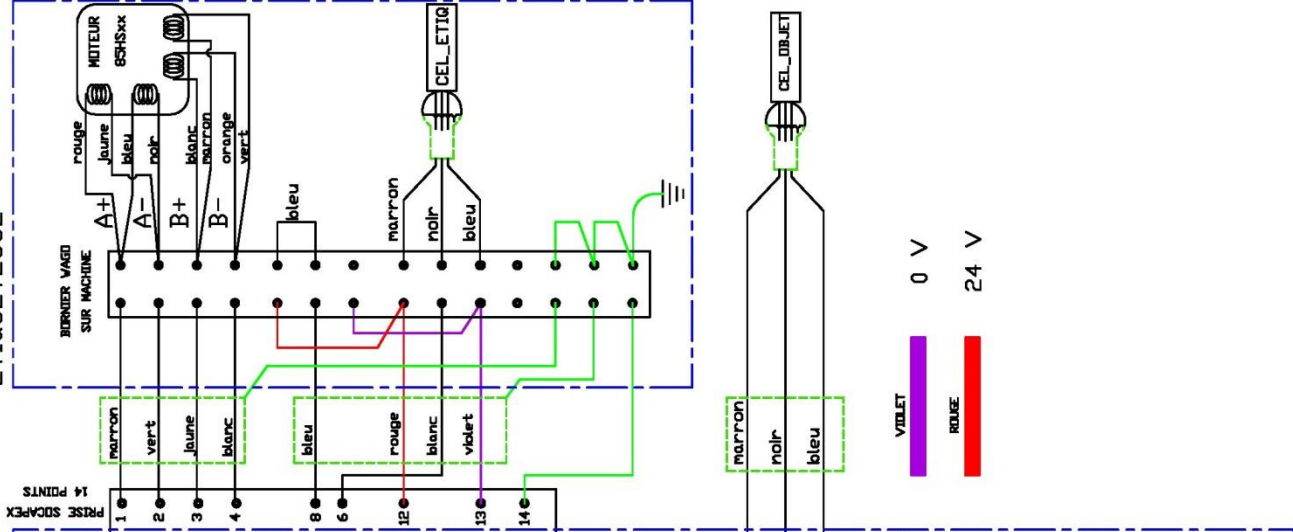 MOTEUR
85HSxx
rouge
jaune
bleu
noir
blanc
marron
orange
vert
A+
A-
B+
B-
bleu
CEL_ETIQ
marron
noir
bleu
CEL_OBJET
BORNIER WAGO
SUR MACHINE
marron
vert
jaune
blanc
bleu
rouge
blanc
violet
marron
noir
bleu
PRISE SOCAPEX
14 POINTS
1
2
3
4
8
6
12
13
14
VIOLET
0 V
ROUGE
24 V